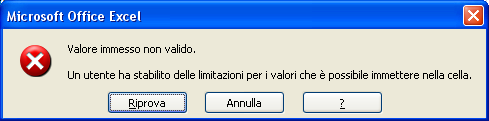 Microsoft Office Excel
Valore immesso non valido.
Un utente ha stabilito delle limitazioni per i valori che è possibile immettere nella cella.
Riprova Annulla ?